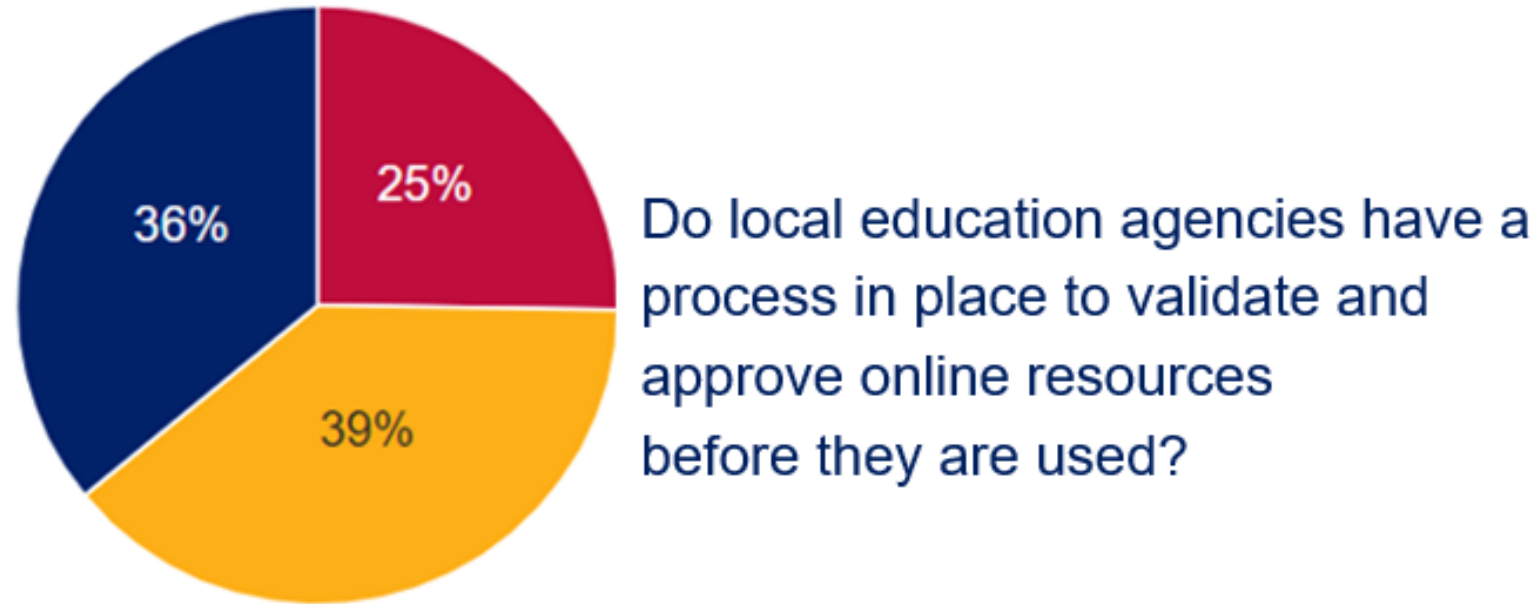 25%
36%
39%
Do local education agencies have a
process in place to validate and
approve online resources
before they are used?